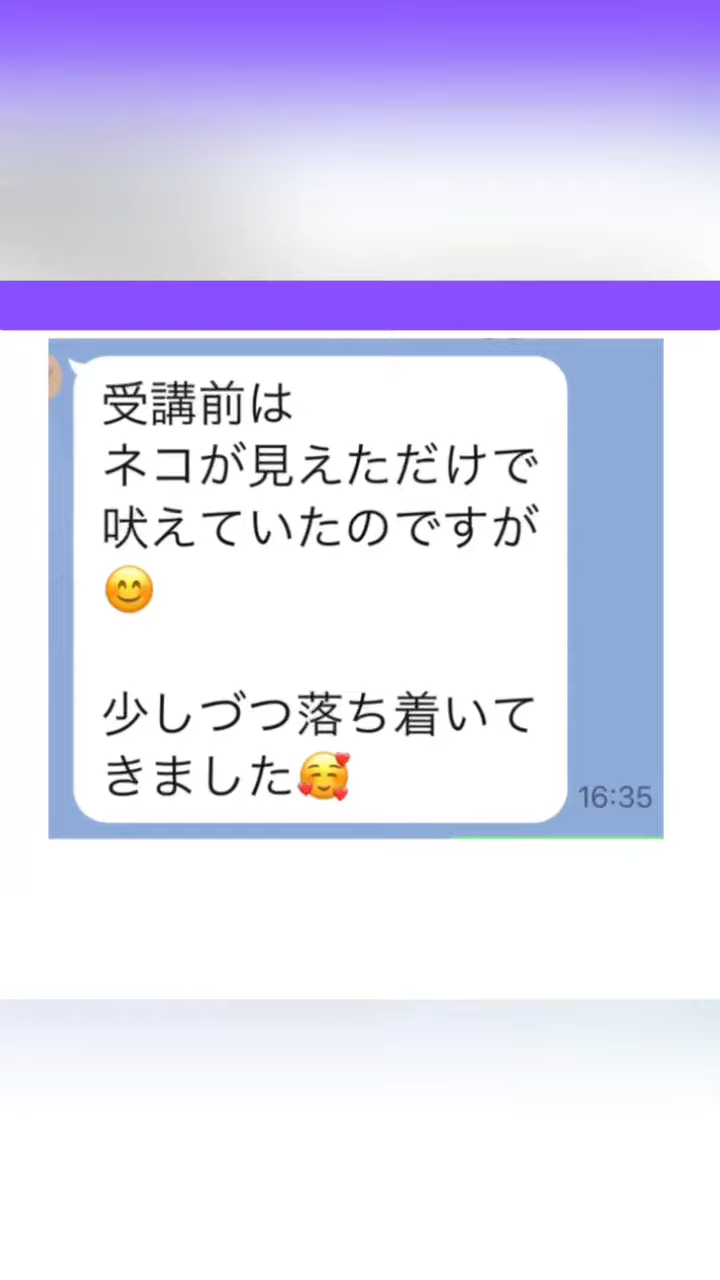 受講前は
ネコが見えただけで
吠えていたのですが
😊
少しづつ落ち着いて
きました🥰
16:35